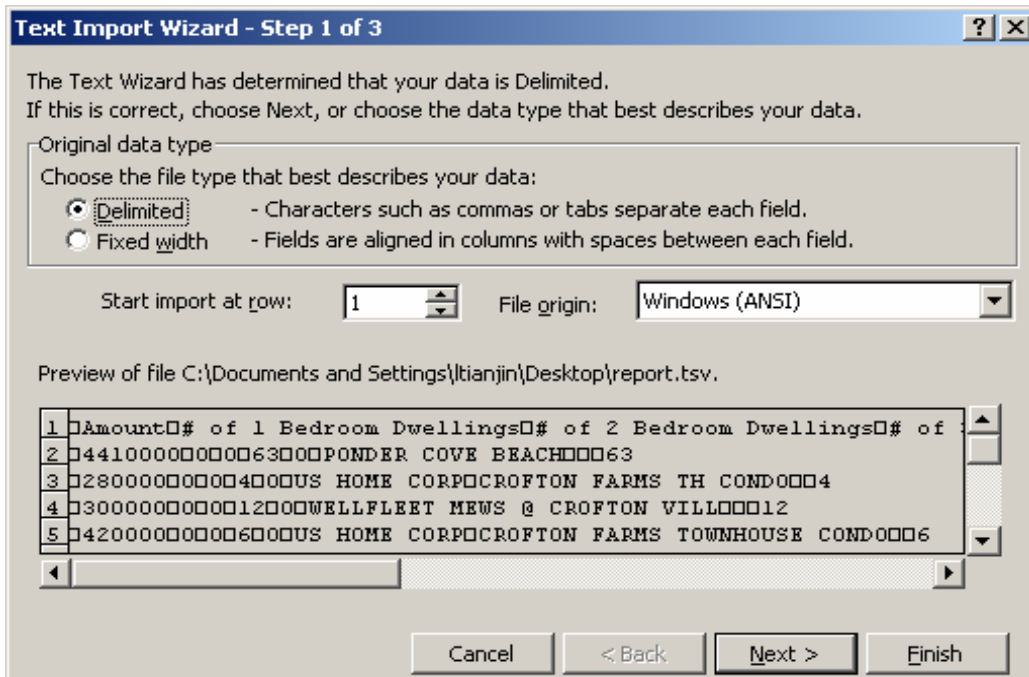 Text Import Wizard - Step 1 of 3
The Text Wizard has determined that your data is Delimited.
If this is correct, choose Next, or choose the data type that best describes your data.
Original data type
Choose the file type that best describes your data:
Delimited - Characters such as commas or tabs separate each field.
Fixed width - Fields are aligned in columns with spaces between each field.
Start import at row: 1 File origin: Windows (ANSI)
Preview of file C:\Documents and Settings\ltianjin\Desktop\report.tsv.
1 □Amount□# of 1 Bedroom Dwellings□# of 2 Bedroom Dwellings□# of
2 □4410000□0□0□63□0□PONDER COVE BEACH□□□63
3 □280000□0□0□4□0□US HOME CORP□CROFTON FARMS TH CONDO□□4
4 □300000□0□0□12□0□WELLFLEET MEWS @ CROFTON VILL□□□12
5 □420000□0□0□6□0□US HOME CORP□CROFTON FARMS TOWNHOUSE CONDO□□6
Cancel < Back Next > Finish